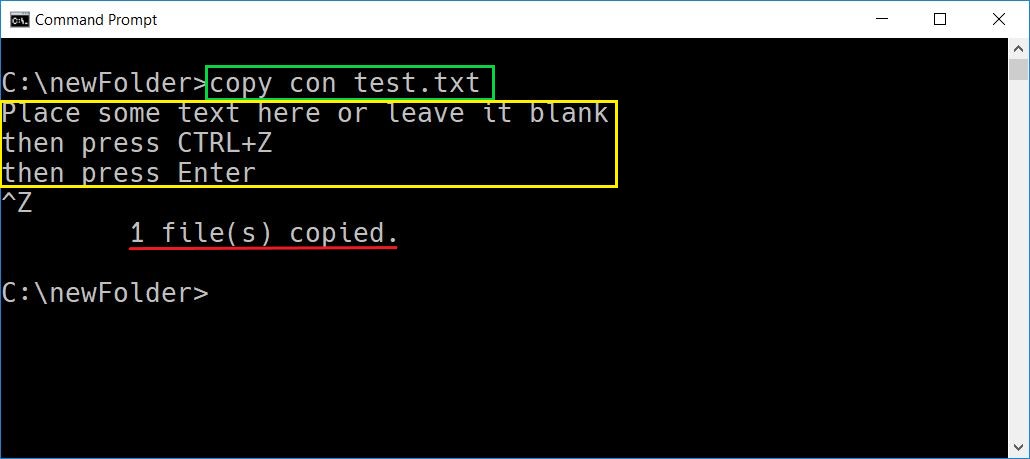 Command Prompt
C:\newFolder>copy con test.txt
Place some text here or leave it blank
then press CTRL+Z
then press Enter
^Z
1 file(s) copied.
C:\newFolder>